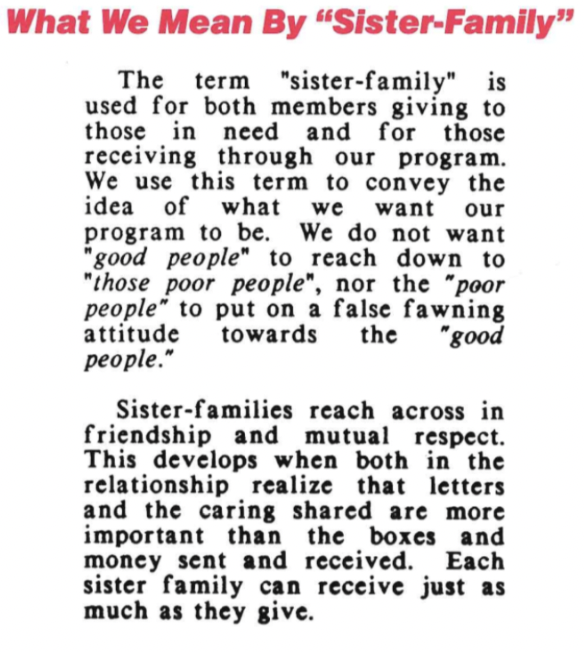 What We Mean By “Sister-Family”
The term "sister-family" is
used for both members giving to
those in need and for those
receiving through our program.
We use this term to convey the
idea of what we want our
program to be. We do not want
"good people" to reach down to
"those poor people", nor the "poor
people" to put on a false fawning
attitude towards the "good
people."
Sister-families reach across in
friendship and mutual respect.
This develops when both in the
relationship realize that letters
and the caring shared are more
important than the boxes and
money sent and received. Each
sister family can receive just as
much as they give.